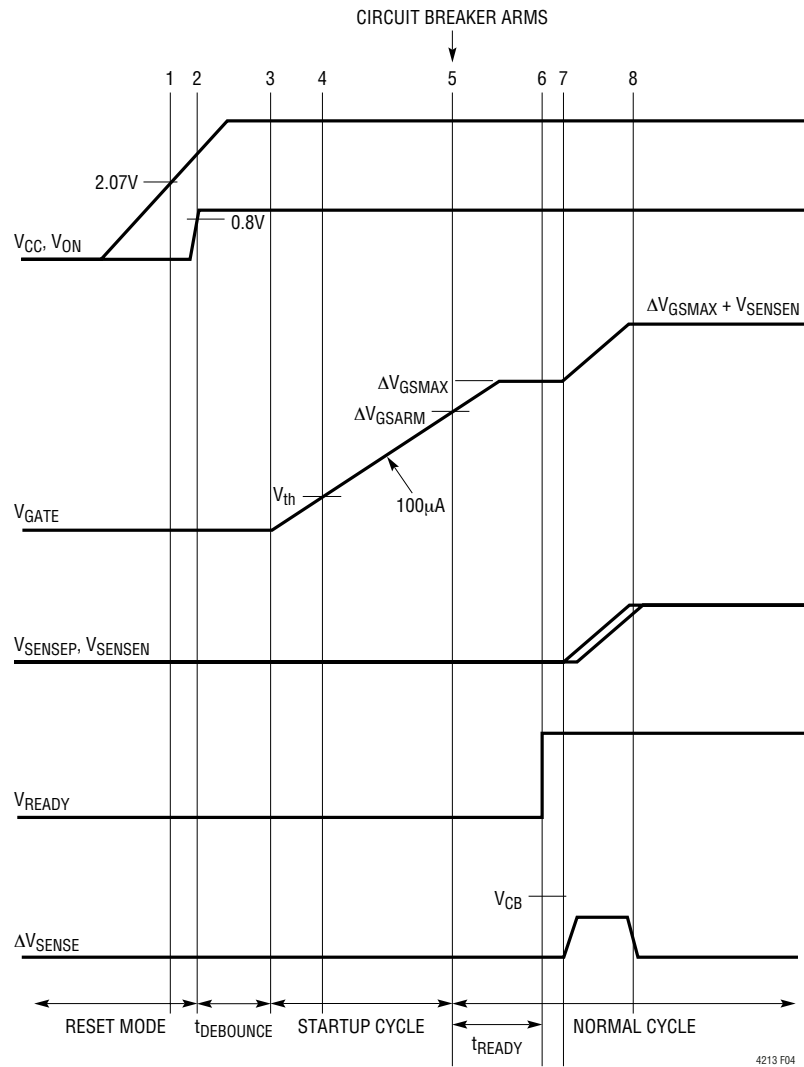 CIRCUIT BREAKER ARMS
1 2 3 4 5 6 7 8
2.07V
0.8V
VCC, VON
ΔVGSMAX + VSENSEN
ΔVGSMAX
ΔVGSARM
Vth
100µA
VGATE
VSENSEP, VSENSEN
VREADY
VCB
ΔVSENSE
RESET MODE tDEBOUNCE STARTUP CYCLE NORMAL CYCLE
tREADY
4213 F04